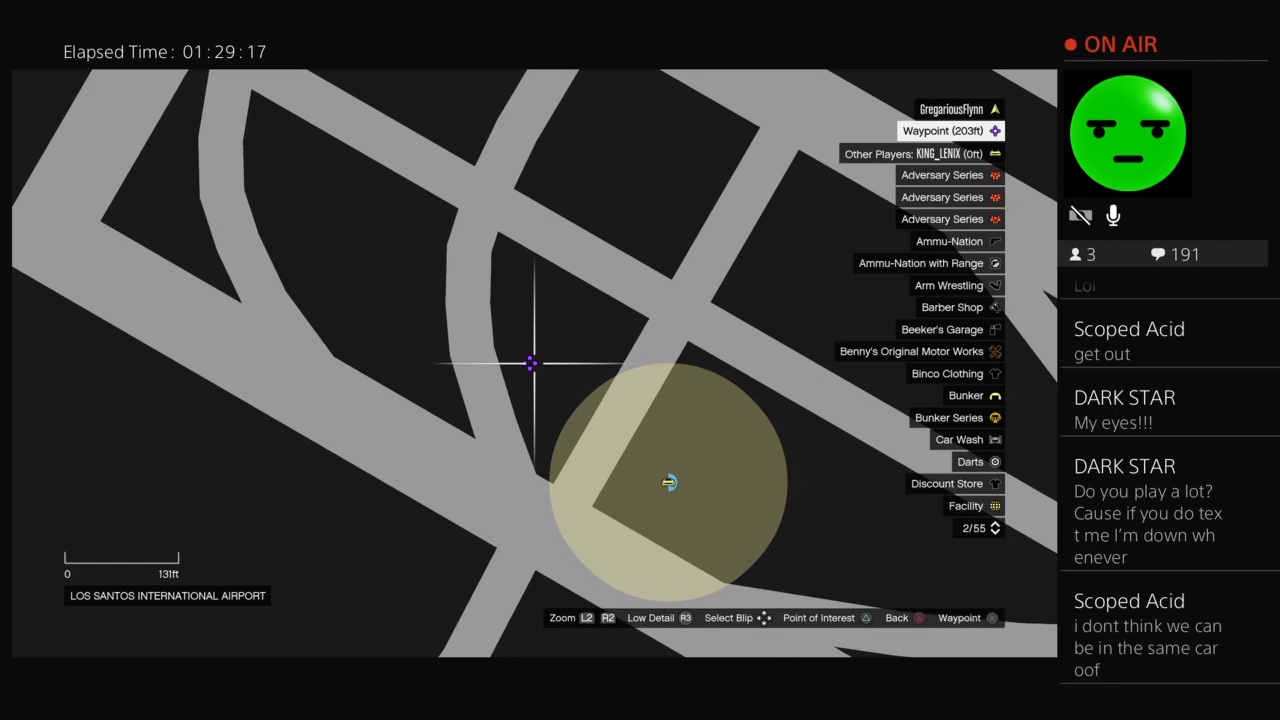 Elapsed Time: 01:29:17
ON AIR
GregariousFlynn
Waypoint (203ft)
Other Players: KING_LENIX (0ft)
Adversary Series
Adversary Series
Adversary Series
Ammu-Nation
Ammu-Nation with Range
Arm Wrestling
Barber Shop
Beeker's Garage
Benny's Original Motor Works
Binco Clothing
Bunker
Bunker Series
Car Wash
Darts
Discount Store
Facility
2/55
0 131ft
LOS SANTOS INTERNATIONAL AIRPORT
Zoom L2 R2 Low Detail R3 Select Blip Point of Interest Back Waypoint
3 191
Lol
Scoped Acid
get out
DARK STAR
My eyes!!!
DARK STAR
Do you play a lot?
Cause if you do tex
t me I'm down wh
enever
Scoped Acid
i dont think we can
be in the same car
oof